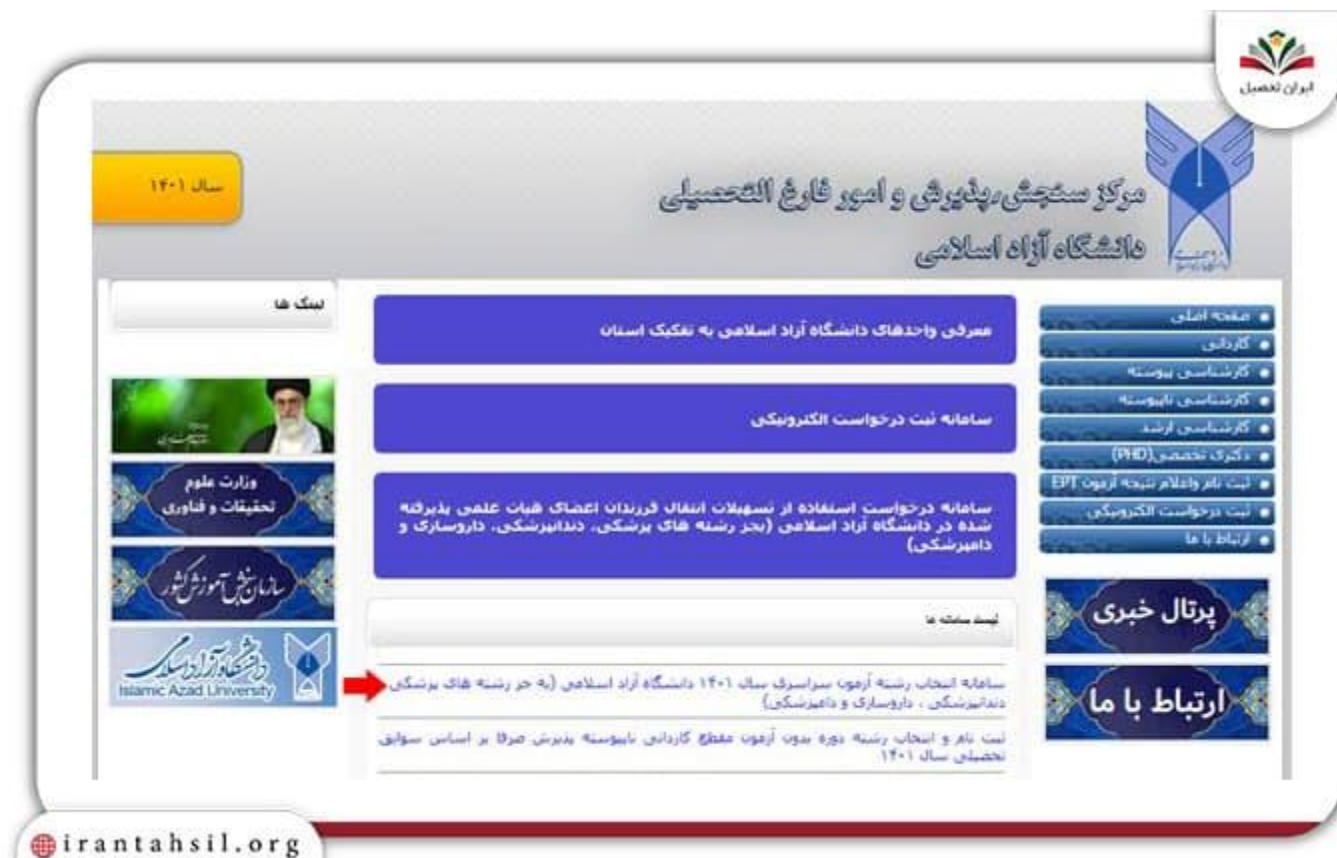 ایران تحصیل
مرکز سنجش،پذیرش و امور فارغ التحصیلی
دانشگاه آزاد اسلامی
سال ۱۴۰۱
صفحه اصلی
کاردانی
کارشناسی پیوسته
کارشناسی ناپیوسته
کارشناسی ارشد
دکتری تخصصی(PHD)
ثبت نام واعلام نتیجه آزمون EPT
ثبت درخواست الکترونیکی
ارتباط با ما
پرتال خبری
ارتباط با ما
معرفی واحدهای دانشگاه آزاد اسلامی به تفکیک استان
سامانه ثبت درخواست الکترونیکی
سامانه درخواست استفاده از تسهیلات انتقال فرزندان اعضای هیات علمی پذیرفته
شده در دانشگاه آزاد اسلامی (بجز رشته های پزشکی، دندانپزشکی، داروسازی و
دامپزشکی)
لیست سامانه ها
سامانه انتخاب رشته آزمون سراسری سال ۱۴۰۱ دانشگاه آزاد اسلامی (به جز رشته های پزشکی
دندانپزشکی ، داروسازی و دامپزشکی)
ثبت نام و انتخاب رشته دوره بدون آزمون مقطع کاردانی ناپیوسته پذیرش صرفا بر اساس سوابق
تحصیلی سال ۱۴۰۱
لینک ها
وزارت علوم
تحقیقات و فناوری
سازمان سنجش آموزش کشور
دانشگاه آزاد اسلامی
Islamic Azad University
irantahsil.org